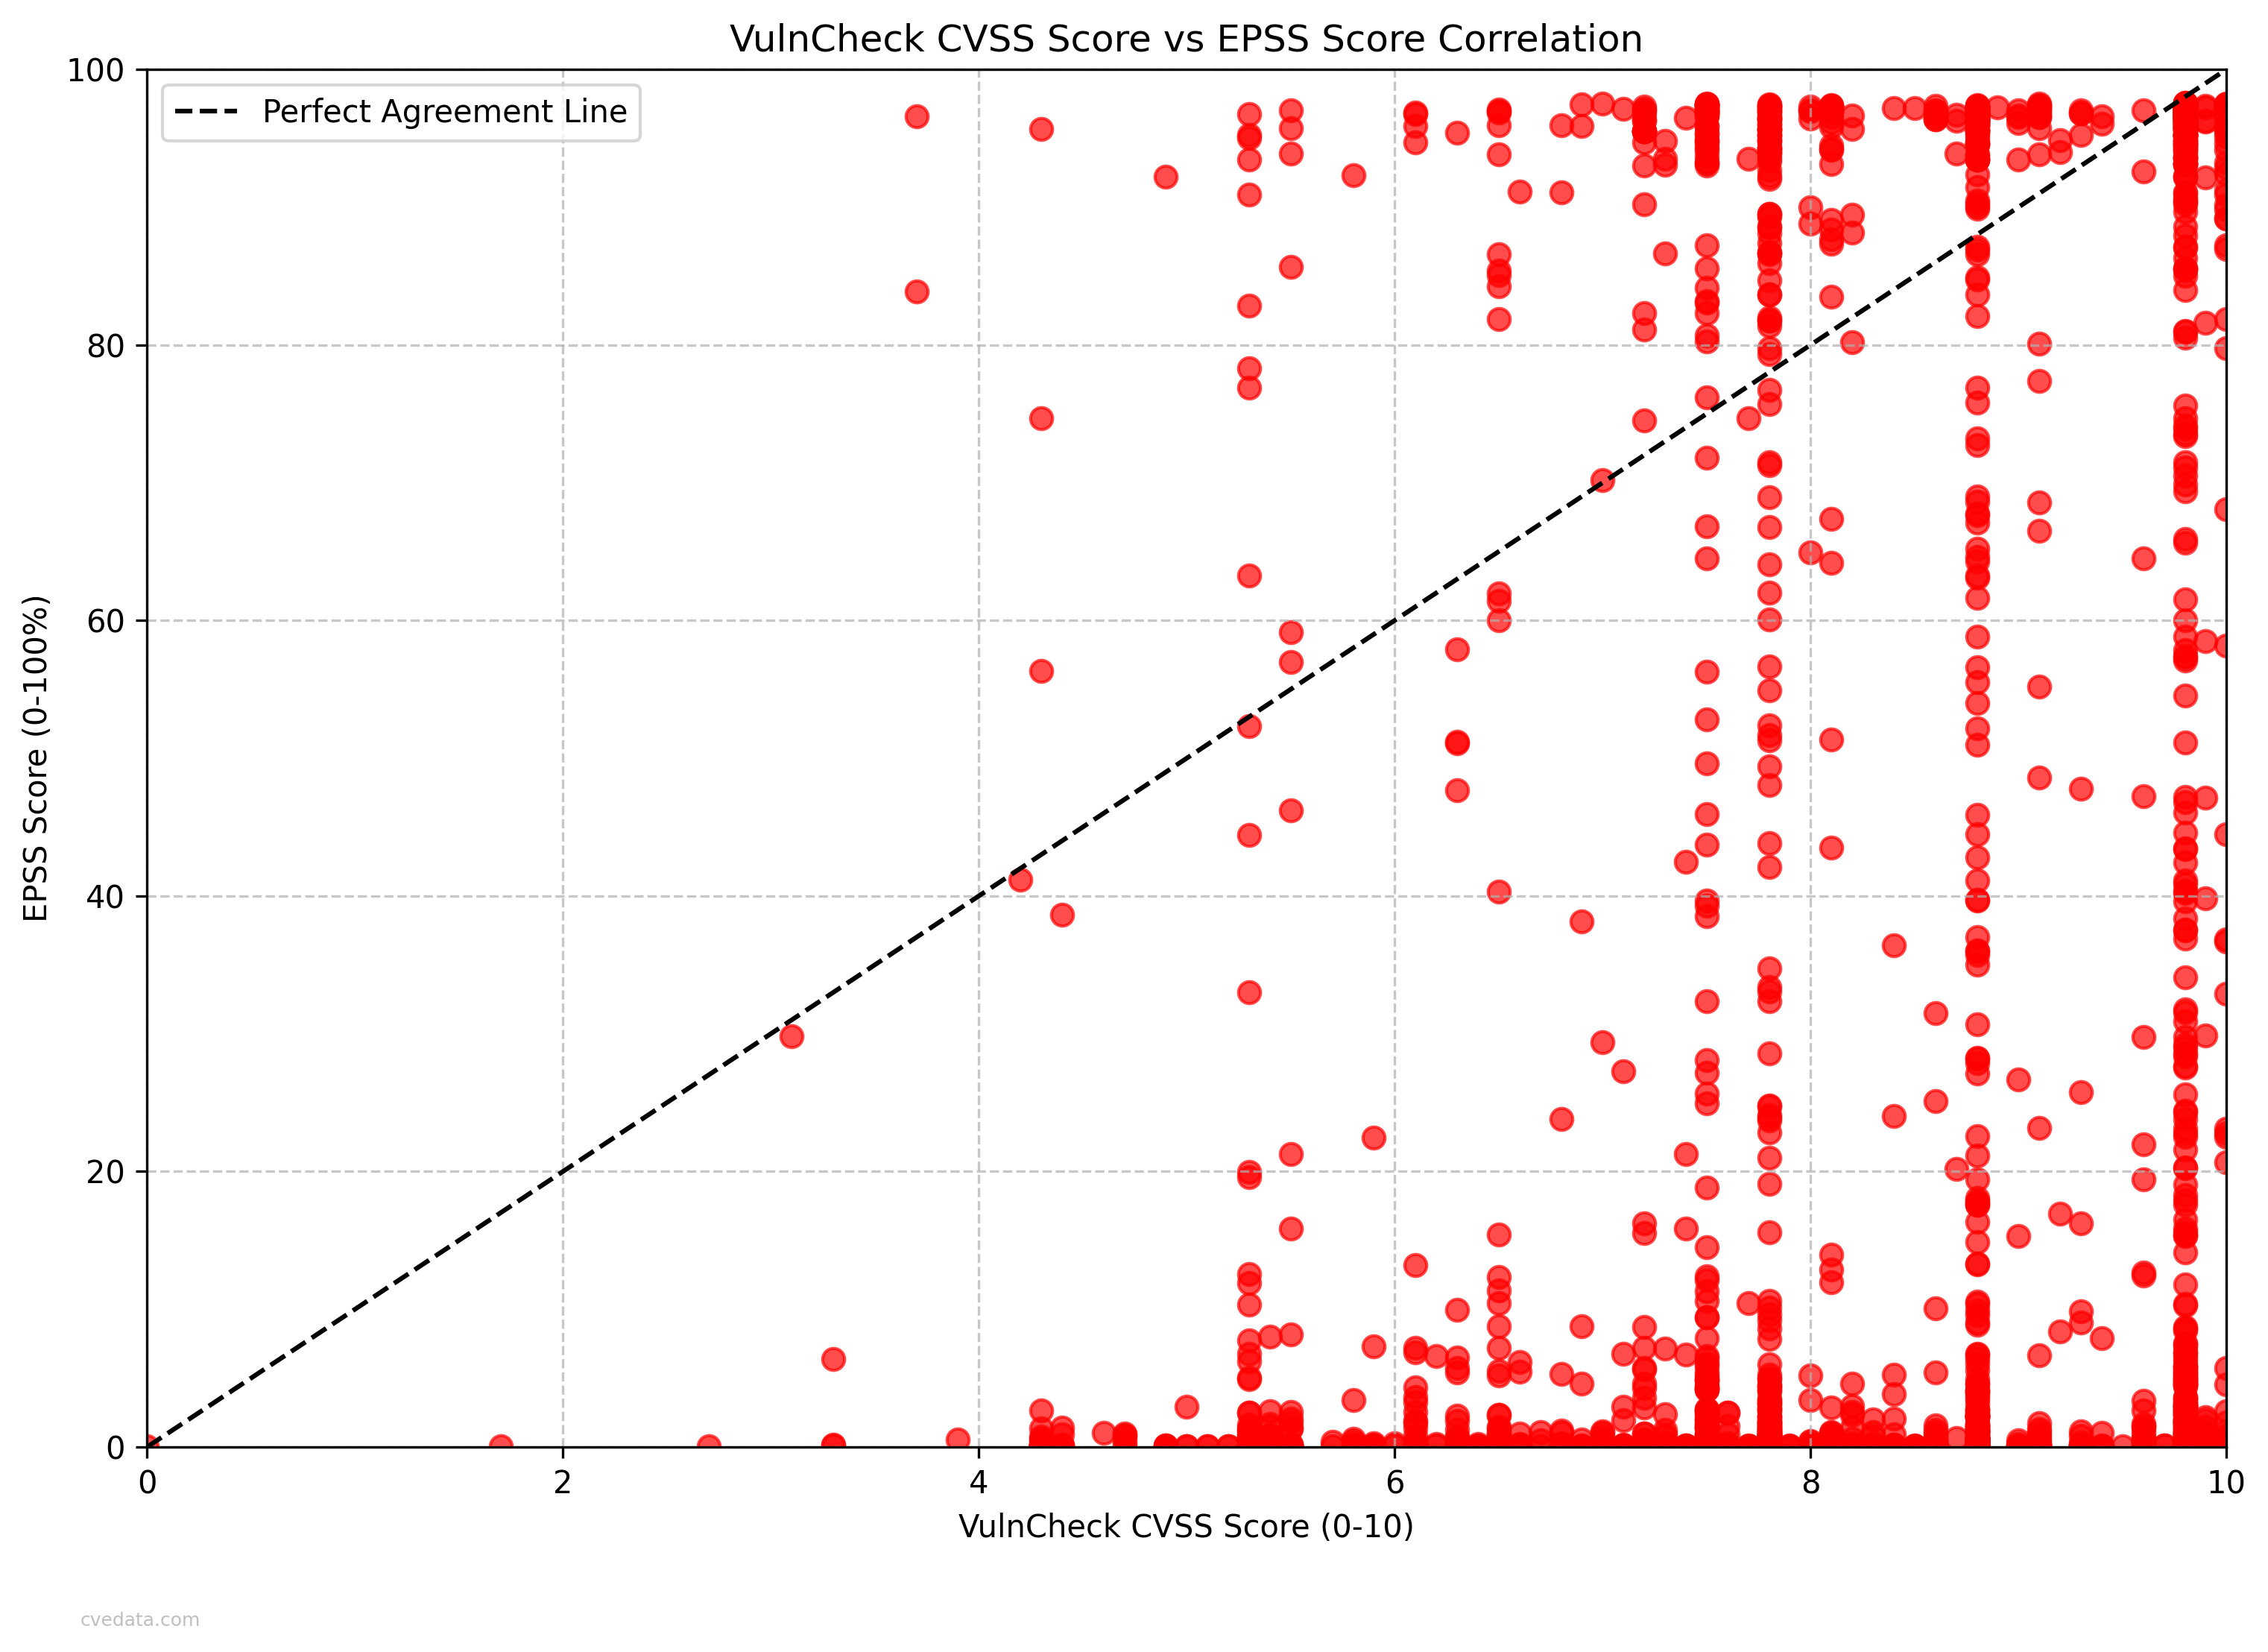 VulnCheck CVSS Score vs EPSS Score Correlation
100
Perfect Agreement Line
80
60
40
20
0
EPSS Score (0-100%)
0 2 4 6 8 10
VulnCheck CVSS Score (0-10)
cvedata.com